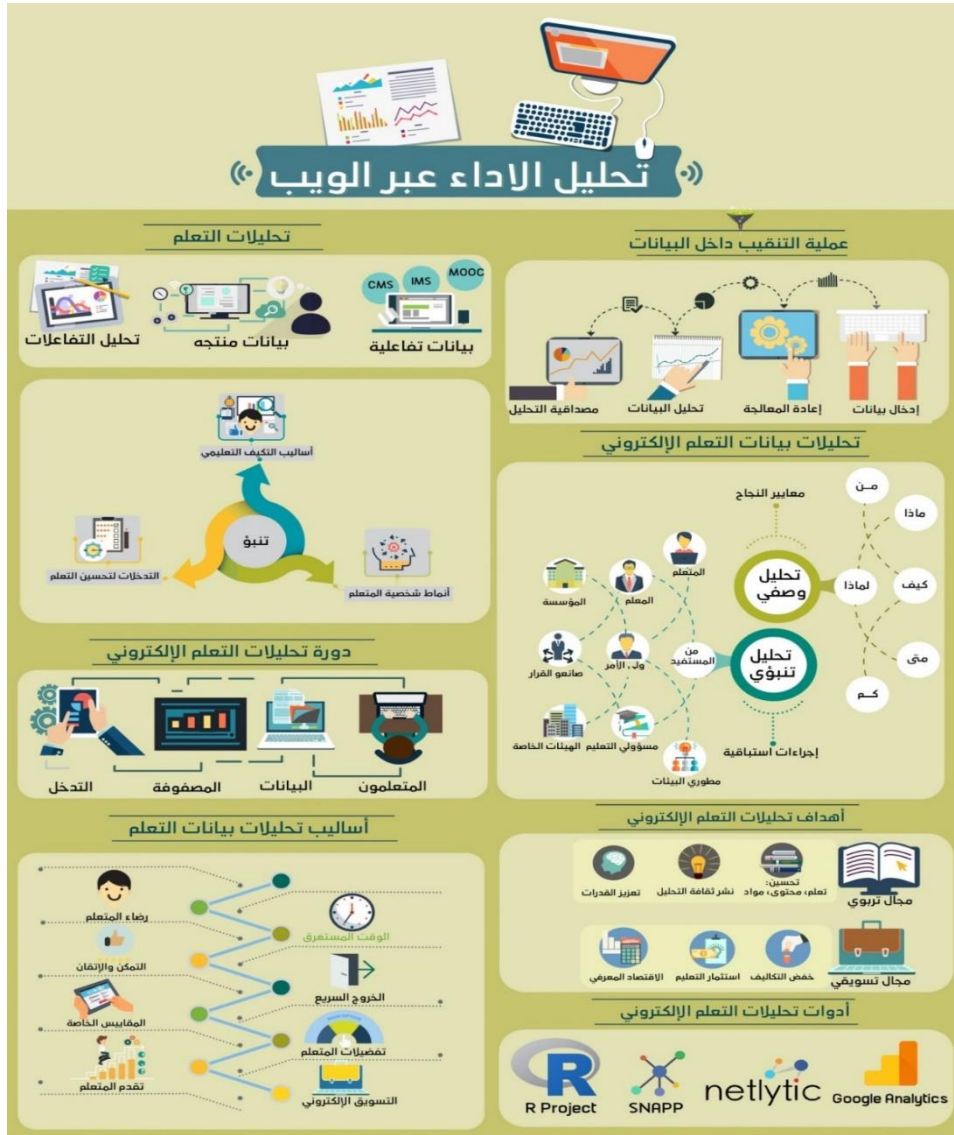 تحليل الاداء عبر الويب
عملية التنقيب داخل البيانات
إدخال بيانات
إعادة المعالجة
تحليل البيانات
مصداقية التحليل
تحليلات التعلم
MOOC
IMS
CMS
بيانات تفاعلية
بيانات منتجه
تحليل التفاعلات
أساليب التكيف التعليمي
تنبؤ
التدخلات لتحسين التعلم
أنماط شخصية المتعلم
تحليلات بيانات التعلم الإلكتروني
معايير النجاح
مـن
ماذا
كيف
لماذا
متى
كـم
تحليل
وصفي
تحليل
تنبؤي
من
المستفيد
المتعلم
المعلم
المؤسسة
ولي الأمر
صانعو القرار
مسؤولي التعليم
الهيئات الخاصة
مطوري البيئات
إجراءات استباقية
دورة تحليلات التعلم الإلكتروني
المتعلمون
البيانات
المصفوفة
التدخل
أهداف تحليلات التعلم الإلكتروني
مجال تربوي
تحسين:
تعلم، محتوى، مواد
نشر ثقافة التحليل
تعزيز القدرات
مجال تسويقي
خفض التكاليف
استثمار التعليم
الاقتصاد المعرفي
أساليب تحليلات بيانات التعلم
رضاء المتعلم
الوقت المستغرق
التمكن والإتقان
الخروج السريع
المقاييس الخاصة
تفضيلات المتعلم
تقدم المتعلم
التسويق الإلكتروني
أدوات تحليلات التعلم الإلكتروني
R
R Project
SNAPP
netlytic
Google Analytics